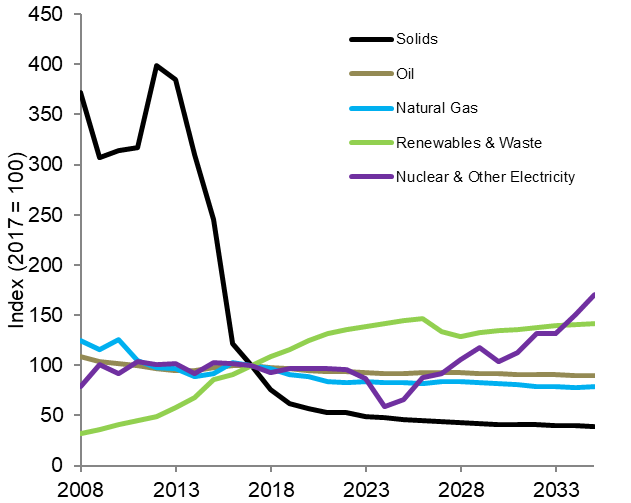 450
400
350
300
250
200
150
100
50
0
Index (2017 = 100)
Solids
Oil
Natural Gas
Renewables & Waste
Nuclear & Other Electricity
2008 2013 2018 2023 2028 2033